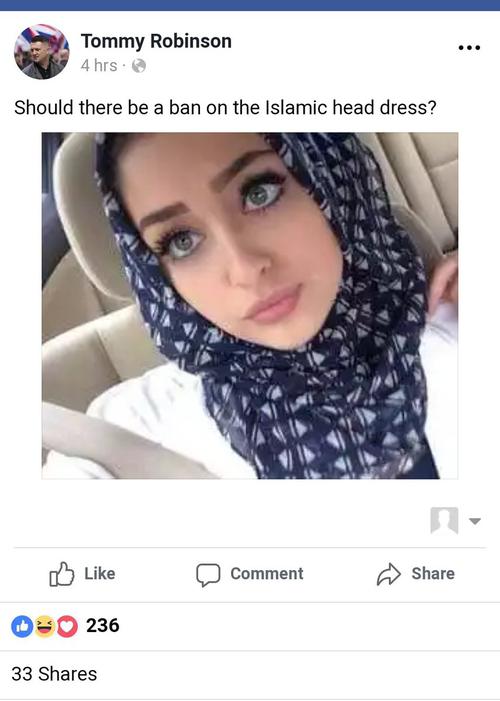 Tommy Robinson
4 hrs ·
Should there be a ban on the Islamic head dress?
Like Comment Share
236
33 Shares